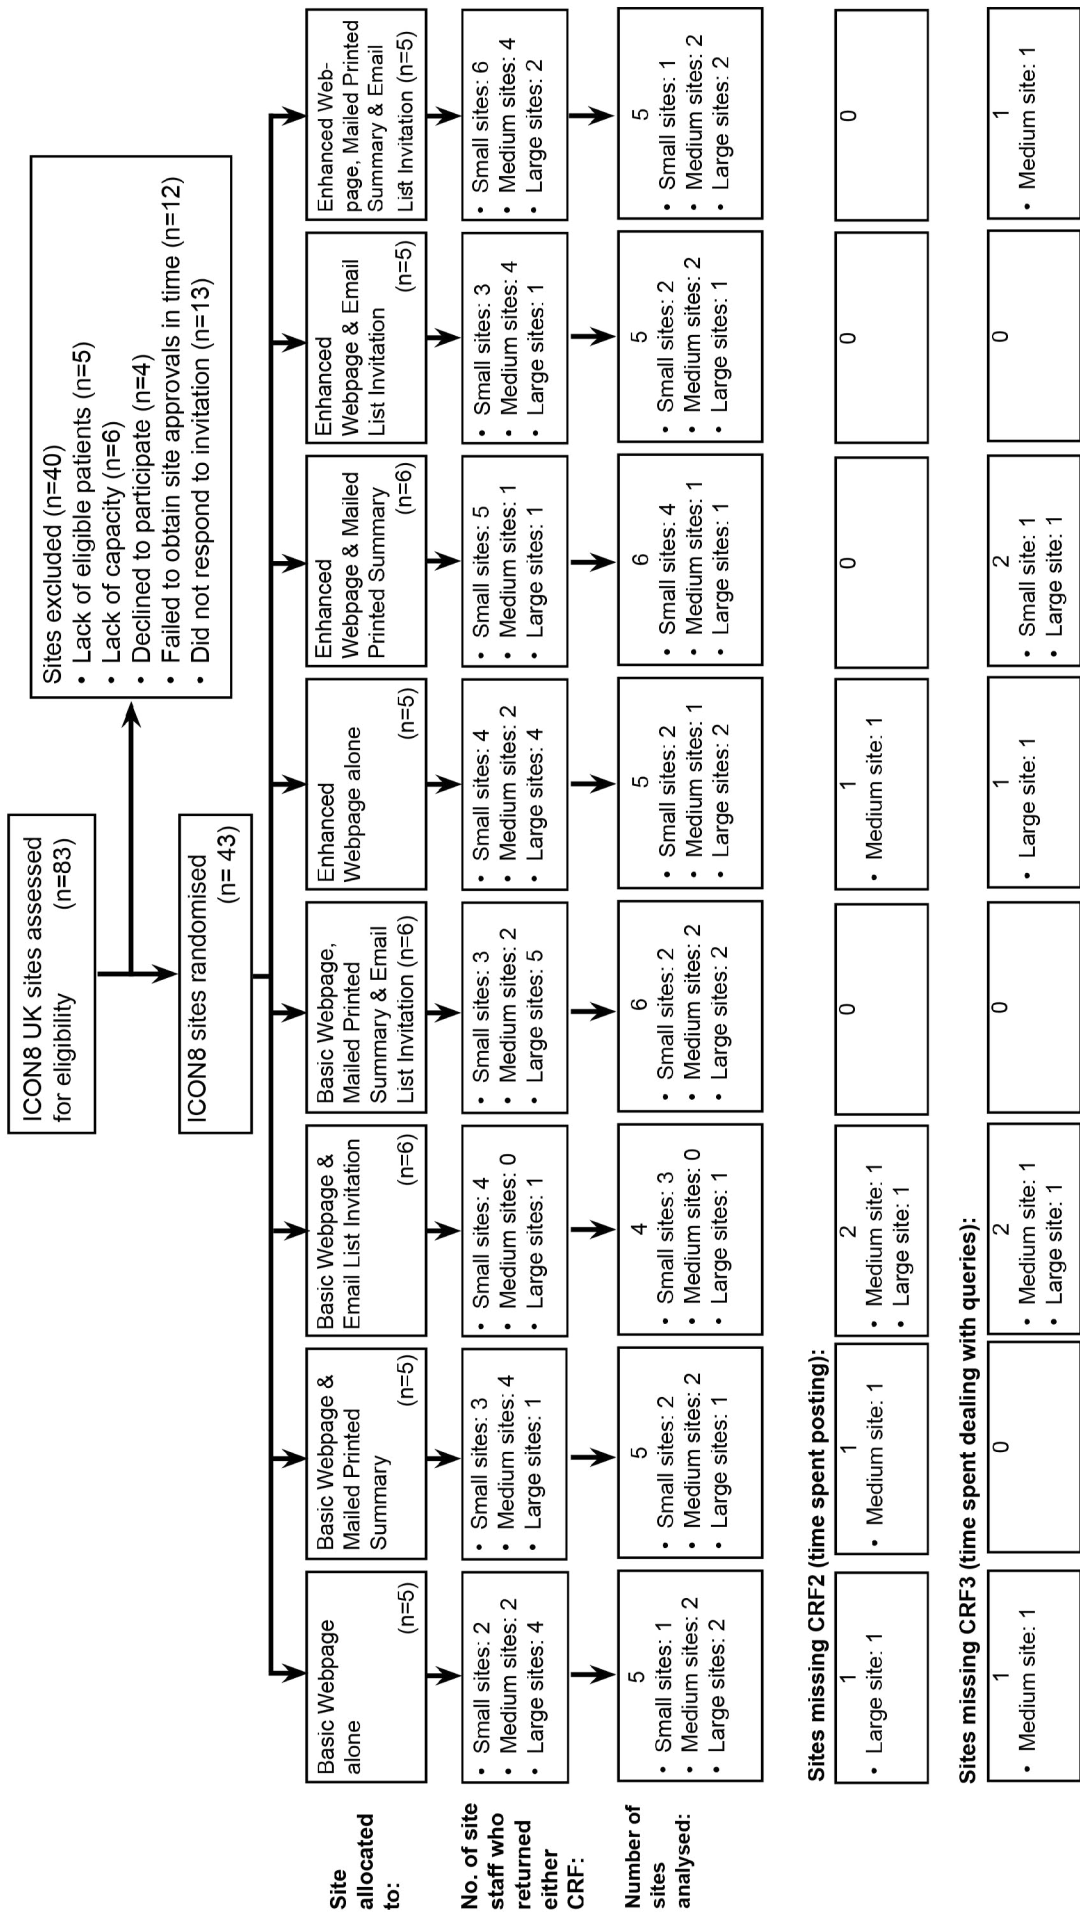 ICON8 UK sites assessed
for eligibility (n=83)
Sites excluded (n=40)
• Lack of eligible patients (n=5)
• Lack of capacity (n=6)
• Declined to participate (n=4)
• Failed to obtain site approvals in time (n=12)
• Did not respond to invitation (n=13)
ICON8 sites randomised
(n= 43)
Site
allocated
to:
Basic Webpage
alone
(n=5)
Basic Webpage &
Mailed Printed
Summary
(n=5)
Basic Webpage &
Email List Invitation
(n=6)
Basic Webpage,
Mailed Printed
Summary & Email
List Invitation (n=6)
Enhanced
Webpage alone
(n=5)
Enhanced
Webpage & Mailed
Printed Summary
(n=6)
Enhanced
Webpage & Email
List Invitation
(n=5)
Enhanced Web-
page, Mailed Printed
Summary & Email
List Invitation (n=5)
No. of site
staff who
returned
either
CRF:
• Small sites: 2
• Medium sites: 2
• Large sites: 4
• Small sites: 3
• Medium sites: 4
• Large sites: 1
• Small sites: 4
• Medium sites: 0
• Large sites: 1
• Small sites: 3
• Medium sites: 2
• Large sites: 5
• Small sites: 4
• Medium sites: 2
• Large sites: 4
• Small sites: 5
• Medium sites: 1
• Large sites: 1
• Small sites: 3
• Medium sites: 4
• Large sites: 1
• Small sites: 6
• Medium sites: 4
• Large sites: 2
Number of
sites
analysed:
5
• Small sites: 1
• Medium sites: 2
• Large sites: 2
5
• Small sites: 2
• Medium sites: 2
• Large sites: 1
4
• Small sites: 3
• Medium sites: 0
• Large sites: 1
6
• Small sites: 2
• Medium sites: 2
• Large sites: 2
5
• Small sites: 2
• Medium sites: 1
• Large sites: 2
6
• Small sites: 4
• Medium sites: 1
• Large sites: 1
5
• Small sites: 2
• Medium sites: 2
• Large sites: 1
5
• Small sites: 1
• Medium sites: 2
• Large sites: 2
Sites missing CRF2 (time spent posting):
1
• Large site: 1
1
• Medium site: 1
2
• Medium site: 1
• Large site: 1
0
1
• Medium site: 1
0
0
0
Sites missing CRF3 (time spent dealing with queries):
1
• Medium site: 1
0
2
• Medium site: 1
• Large site: 1
0
1
• Large site: 1
2
• Small site: 1
• Large site: 1
0
1
• Medium site: 1